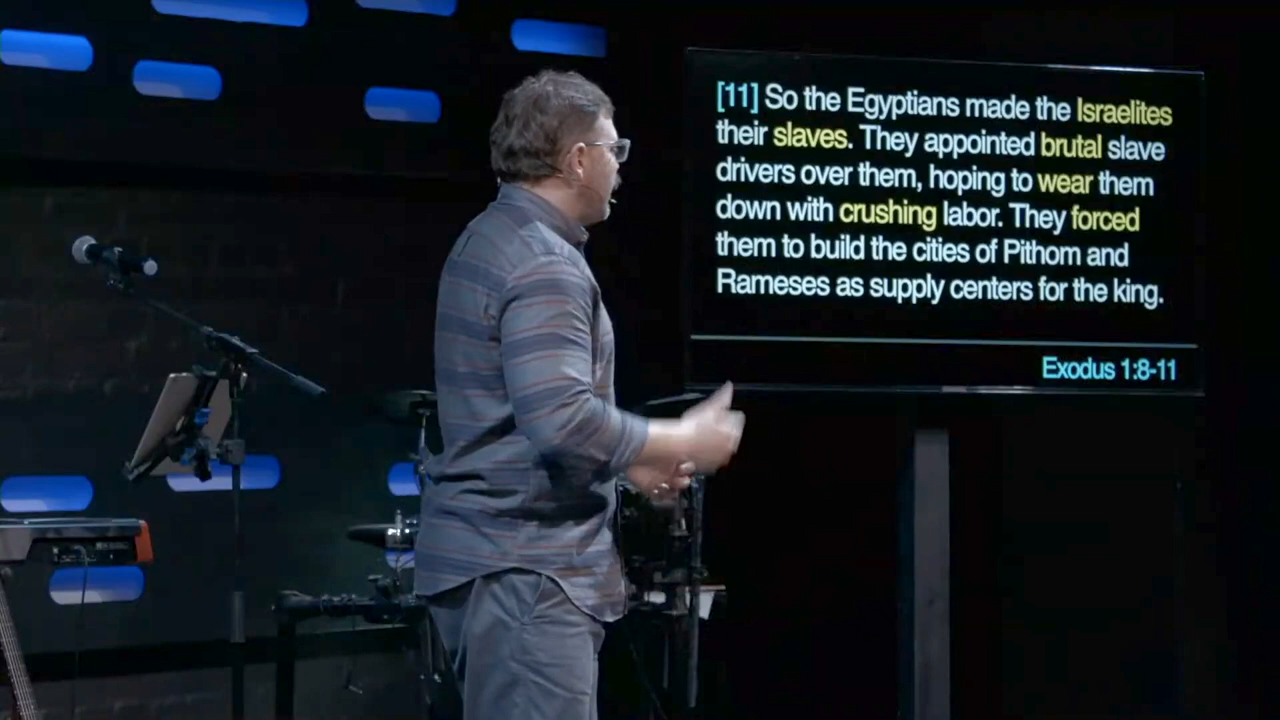 [11] So the Egyptians made the Israelites
their slaves. They appointed brutal slave
drivers over them, hoping to wear them
down with crushing labor. They forced
them to build the cities of Pithom and
Rameses as supply centers for the king.
Exodus 1:8-11